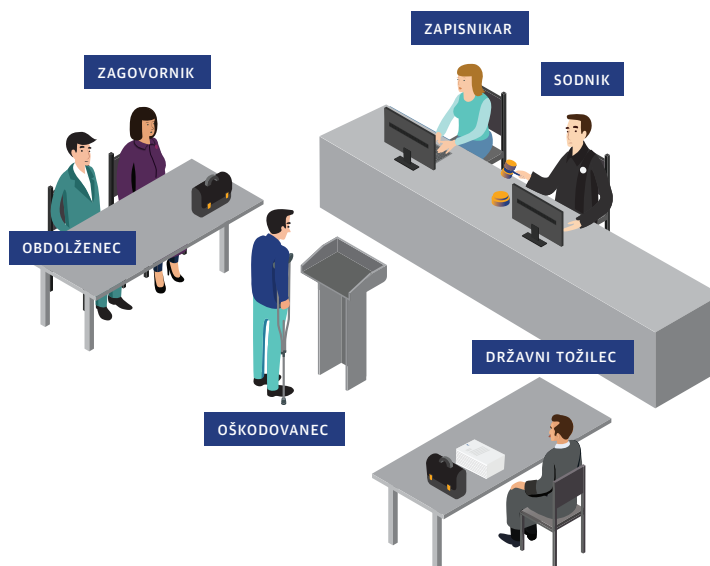 ZAPISNIKAR
ZAGOVORNIK
SODNIK
OBDOLŽENEC
DRŽAVNI TOŽILEC
OŠKODOVANEC